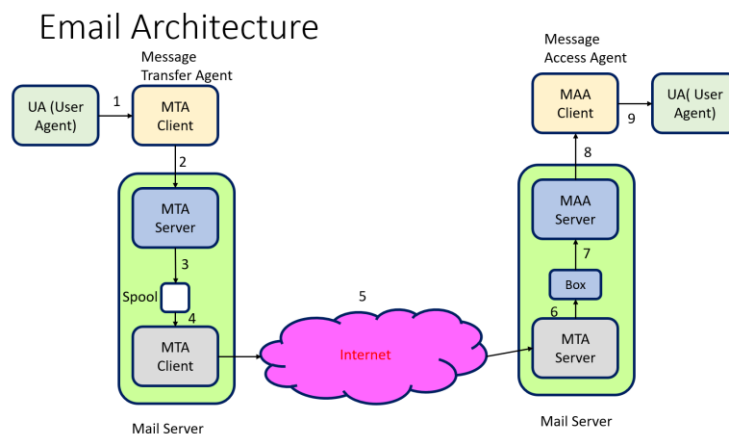 Email Architecture
Message
Transfer Agent
UA (User
Agent)
1
MTA
Client
2
MTA
Server
3
Spool
4
MTA
Client
Mail Server
5
Internet
Message
Access Agent
MAA
Client
9
UA( User
Agent)
8
MAA
Server
7
Box
6
MTA
Server
Mail Server